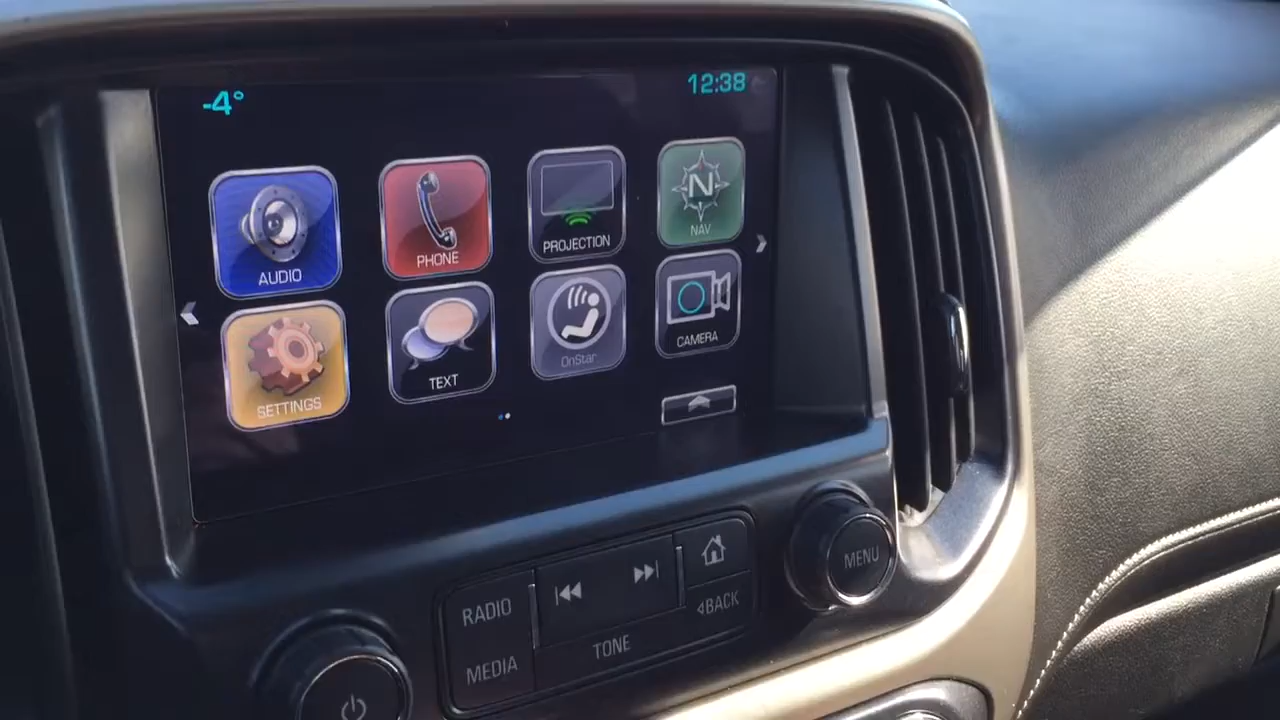 -4°
12:38
AUDIO
PHONE
PROJECTION
N
NAV
SETTINGS
TEXT
OnStar
CAMERA
RADIO
MEDIA
TONE
BACK
MENU